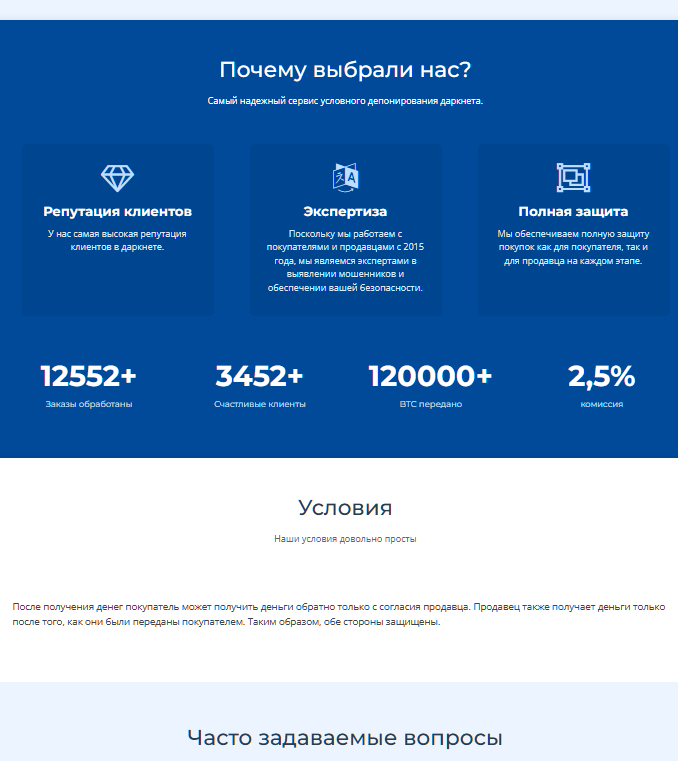 Почему выбрали нас?
Самый надежный сервис условного депонирования даркнета.
Репутация клиентов
У нас самая высокая репутация
клиентов в даркнете.
Экспертиза
Поскольку мы работаем с
покупателями и продавцами с 2015
года, мы являемся экспертами в
выявлении мошенников и
обеспечении вашей безопасности.
Полная защита
Мы обеспечиваем полную защиту
покупок как для покупателя, так и
для продавца на каждом этапе.
12552+
Заказы обработаны
3452+
Счастливые клиенты
120000+
BTC передано
2,5%
комиссия
Условия
Наши условия довольно просты
После получения денег покупатель может получить деньги обратно только с согласия продавца. Продавец также получает деньги только
после того, как они были переданы покупателем. Таким образом, обе стороны защищены.
Часто задаваемые вопросы